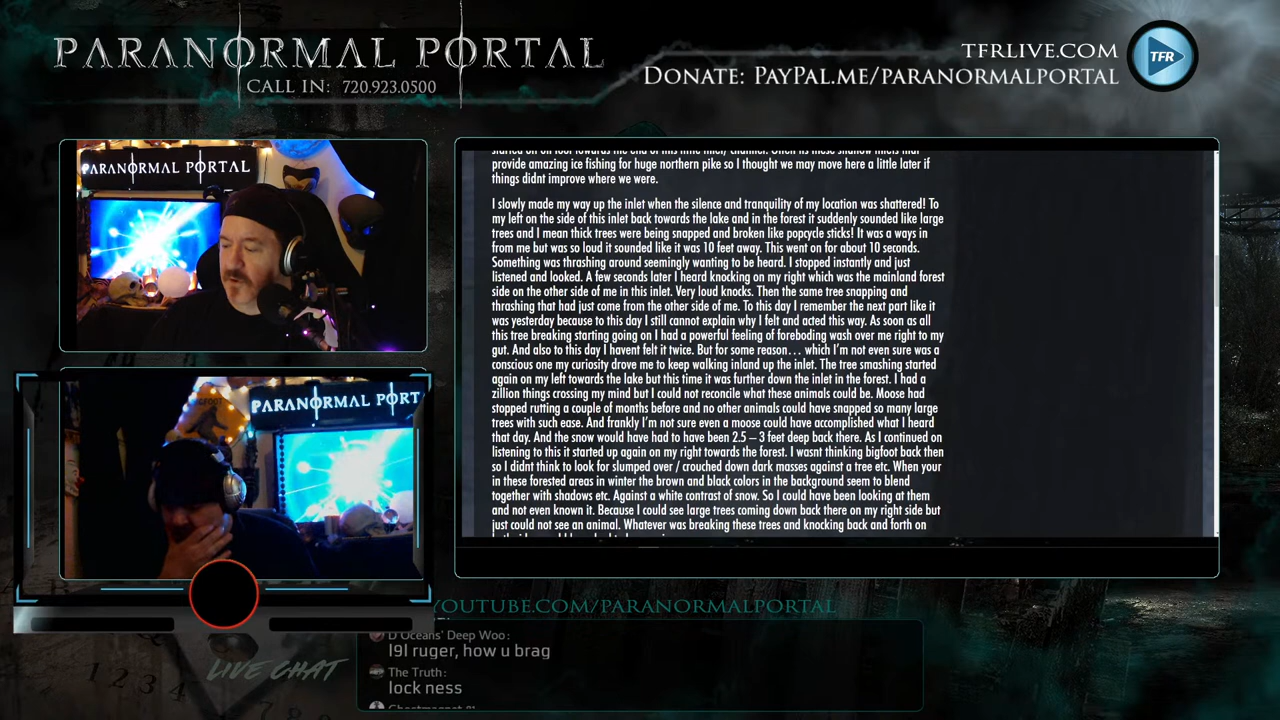 PARANORMAL PORTAL
CALL IN: 720.923.0500
TFRLIVE.COM
DONATE: PAYPAL.ME/PARANORMALPORTAL
TFR
PARANORMAL PORTAL
PARANORMAL PORT
provide amazing ice fishing for huge northern pike so I thought we may move here a little later if
things didnt improve where we were.
I slowly made my way up the inlet when the silence and tranquility of my location was shattered! To
my left on the side of this inlet back towards the lake and in the forest it suddenly sounded like large
trees and I mean thick trees were being snapped and broken like popcycle sticks! It was a ways in
from me but was so loud it sounded like it was 10 feet away. This went on for about 10 seconds.
Something was thrashing around seemingly wanting to be heard. I stopped instantly and just
listened and looked. A few seconds later I heard knocking on my right which was the mainland forest
side on the other side of me in this inlet. Very loud knocks. Then the same tree snapping and
thrashing that had just come from the other side of me. To this day I remember the next part like it
was yesterday because to this day I still cannot explain why I felt and acted this way. As soon as all
this tree breaking starting going on I had a powerful feeling of foreboding wash over me right to my
gut. And also to this day I havent felt it twice. But for some reason... which I'm not even sure was a
conscious one my curiosity drove me to keep walking inland up the inlet. The tree smashing started
again on my left towards the lake but this time it was further down the inlet in the forest. I had a
zillion things crossing my mind but I could not reconcile what these animals could be. Moose had
stopped rutting a couple of months before and no other animals could have snapped so many large
trees with such ease. And frankly I'm not sure even a moose could have accomplished what I heard
that day. And the snow would have had to have been 2.5 – 3 feet deep back there. As I continued on
listening to this it started up again on my right towards the forest. I wasnt thinking bigfoot back then
so I didnt think to look for slumped over / crouched down dark masses against a tree etc. When your
in these forested areas in winter the brown and black colors in the background seem to blend
together with shadows etc. Against a white contrast of snow. So I could have been looking at them
and not even known it. Because I could see large trees coming down back there on my right side but
just could not see an animal. Whatever was breaking these trees and knocking back and forth on
YOUTUBE.COM/PARANORMALPORTAL
LIVE CHAT
D'Oceans' Deep Woo:
191 ruger, how u brag
The Truth:
lock ness
1 2 3 4